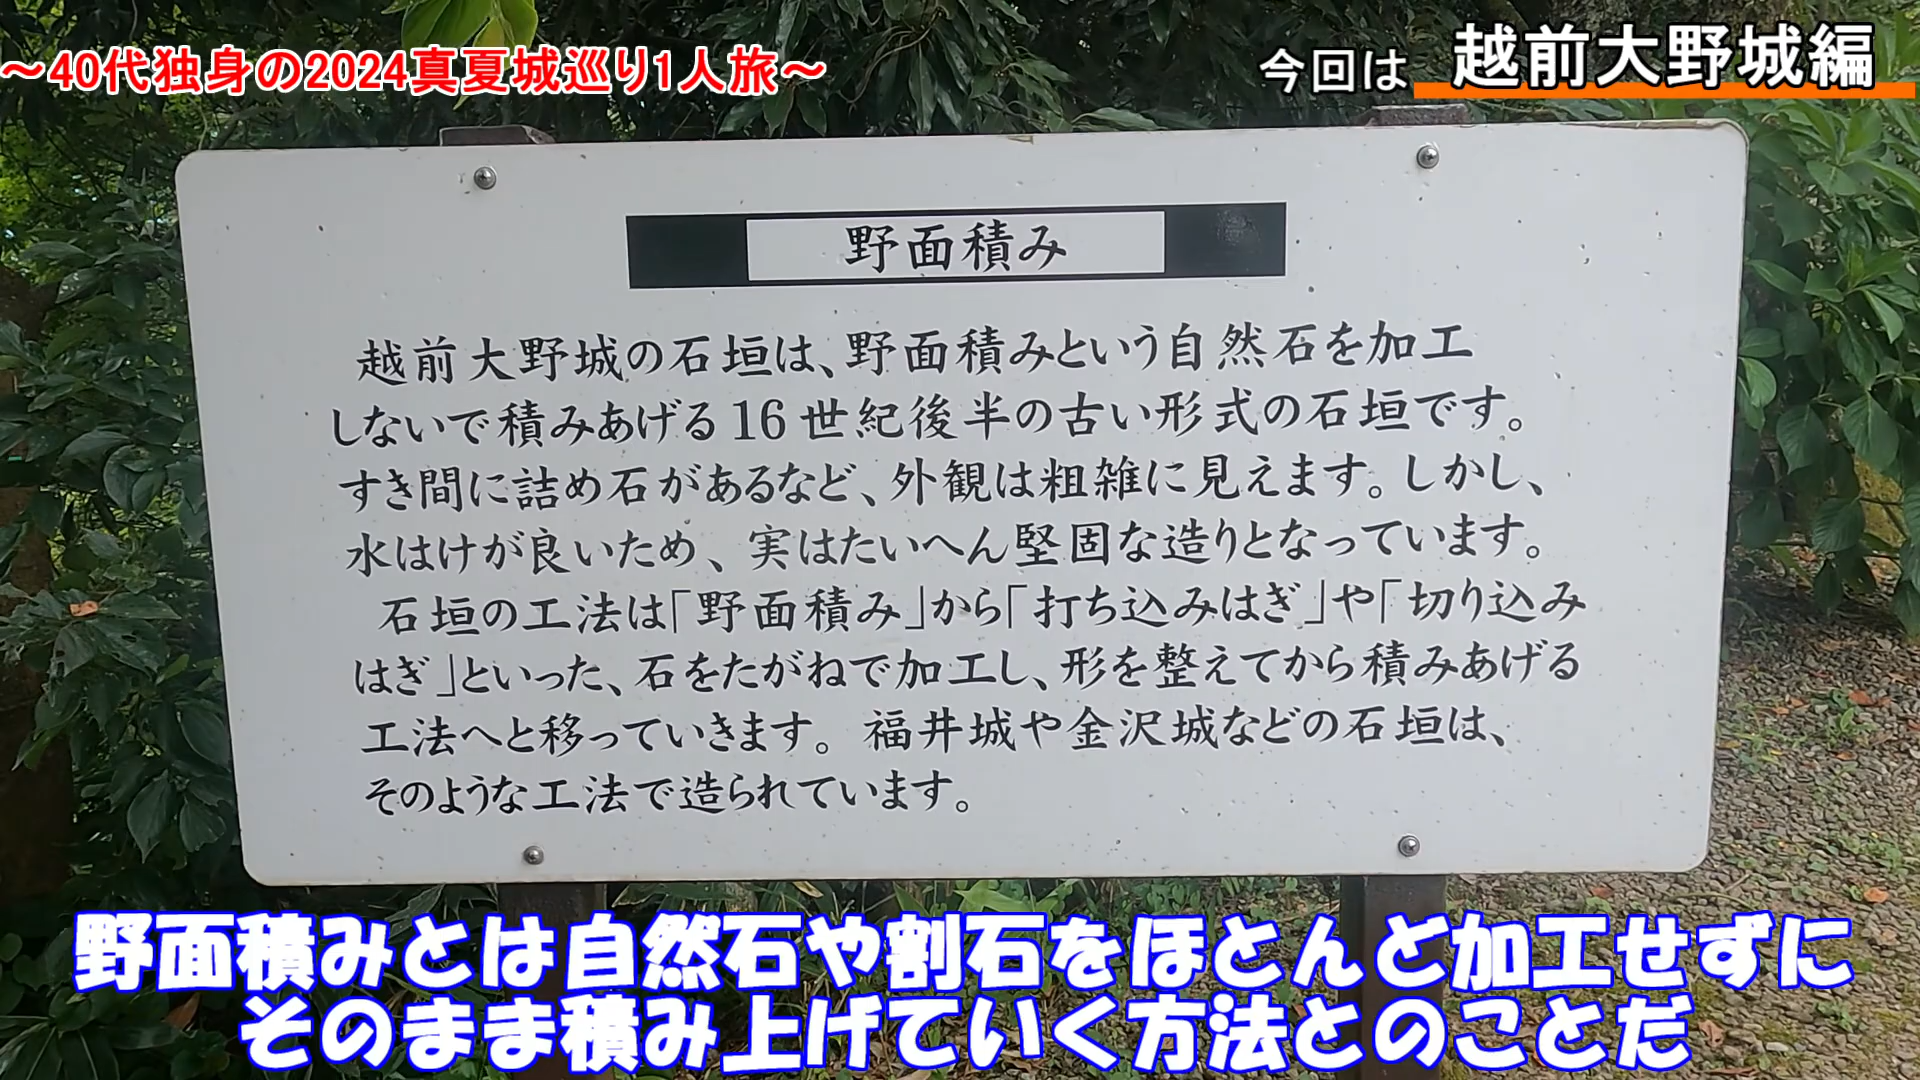 ～40代独身の2024真夏城巡り1人旅～
今回は 越前大野城編
野面積み
越前大野城の石垣は、野面積みという自然石を加工
しないで積みあげる16世紀後半の古い形式の石垣です。
すき間に詰め石があるなど、外観は粗雑に見えます。しかし、
水はけが良いため、実はたいへん堅固な造りとなっています。
石垣の工法は「野面積み」から「打ち込みはぎ」や「切り込み
はぎ」といった、石をたがねで加工し、形を整えてから積みあげる
工法へと移っていきます。福井城や金沢城などの石垣は、
そのような工法で造られています。
野面積みとは自然石や割石をほとんど加工せずに
そのまま積み上げていく方法とのことだ